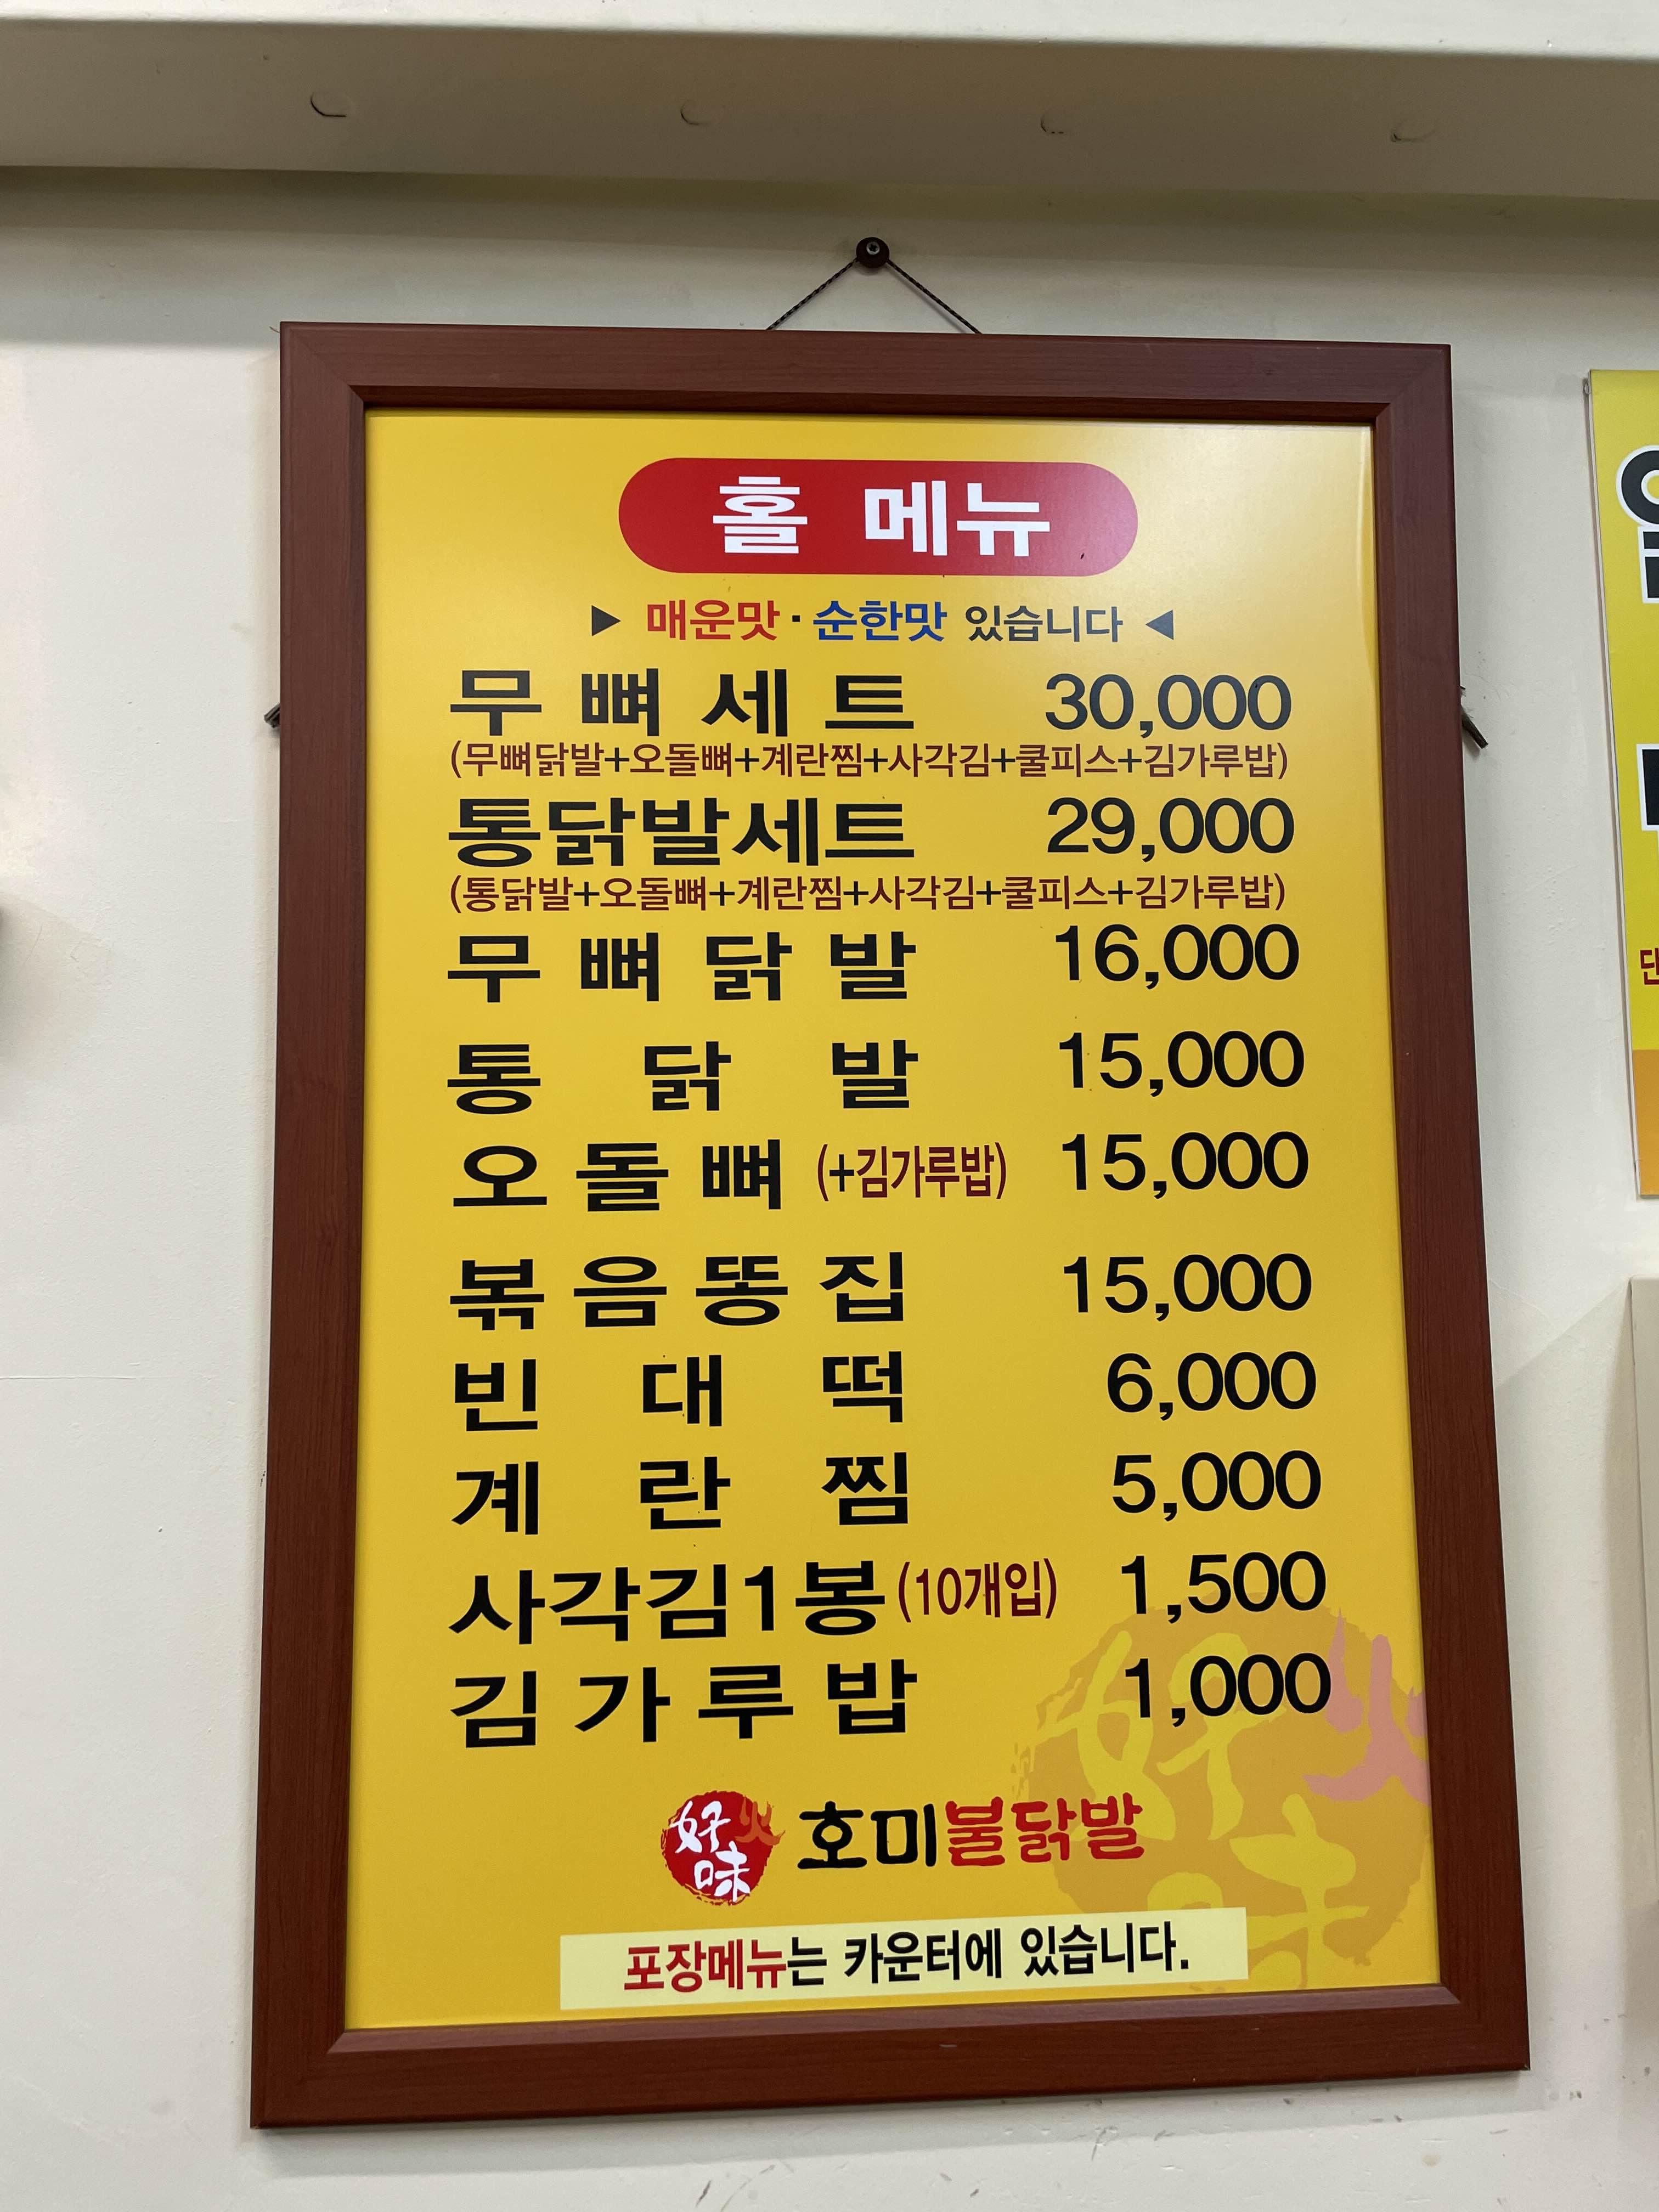 홀 메뉴
▶ 매운맛 · 순한맛 있습니다 ◀
무뼈세트 30,000
(무뼈닭발+오돌뼈+계란찜+사각김+쿨피스+김가루밥)
통닭발세트 29,000
(통닭발+오돌뼈+계란찜+사각김+쿨피스+김가루밥)
무뼈닭발 16,000
통닭발 15,000
오돌뼈 (+김가루밥) 15,000
볶음똥집 15,000
빈대떡 6,000
계란찜 5,000
사각김1봉(10개입) 1,500
김가루밥 1,000
好味 火 호미불닭발
好味 火
포장메뉴는 카운터에 있습니다.